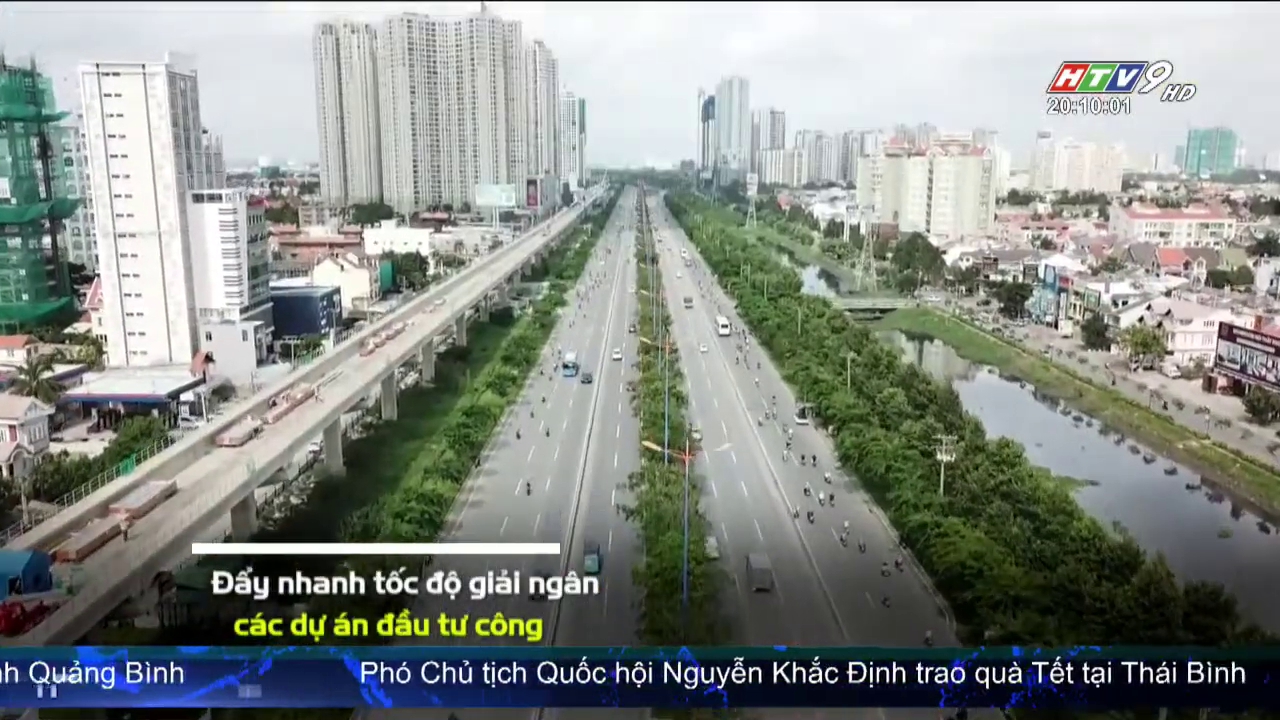 HTV9 HD
20:10:01
Đẩy nhanh tốc độ giải ngân
các dự án đầu tư công
nh Quảng Bình Phó Chủ tịch Quốc hội Nguyễn Khắc Định trao quà Tết tại Thái Bình